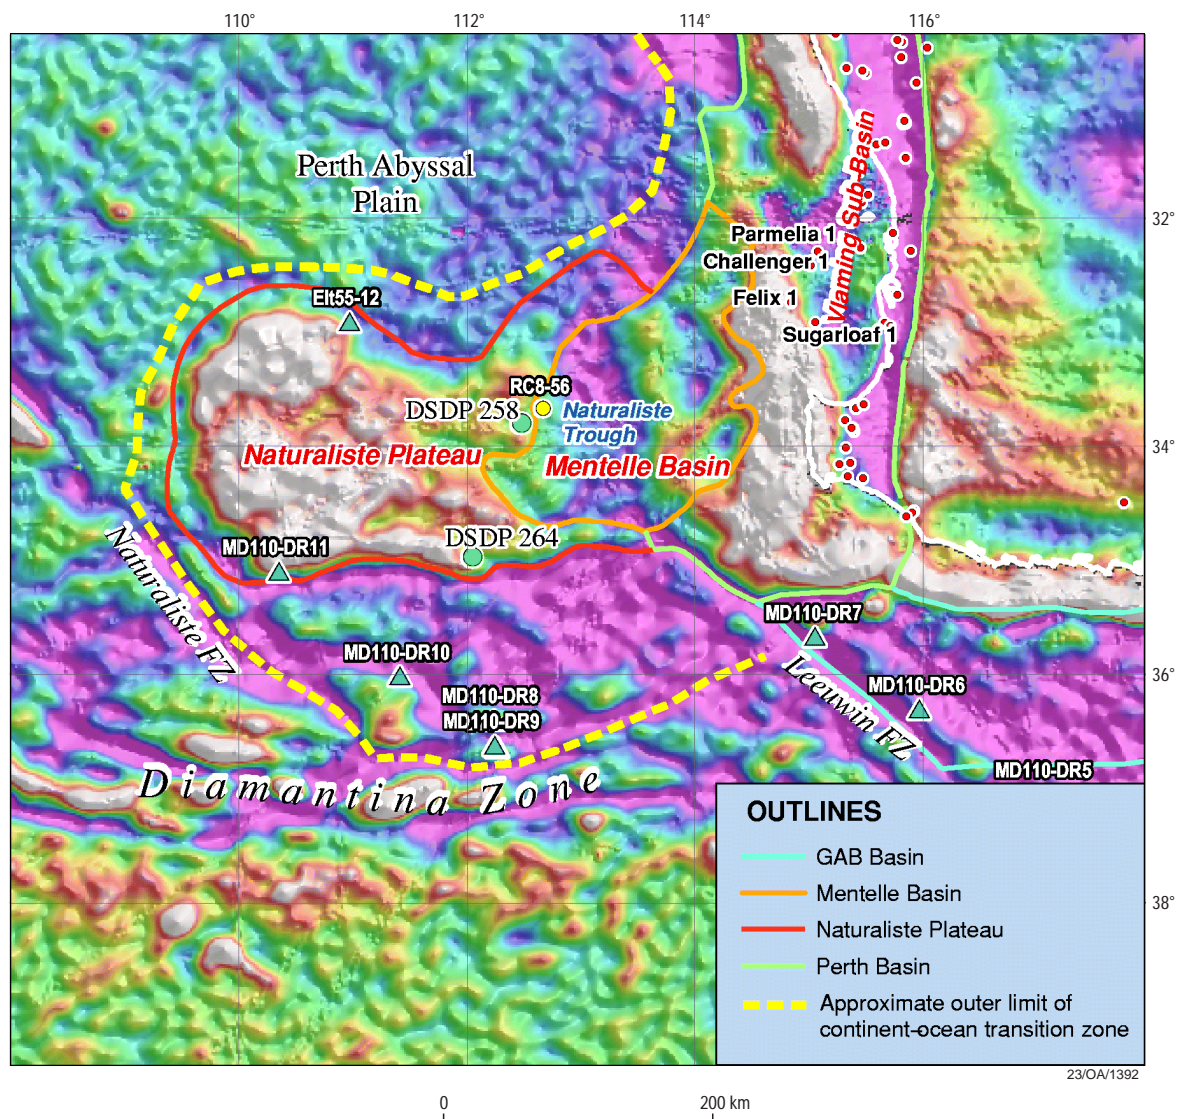 110°
112°
114°
116°
Perth Abyssal
Plain
Vlaming Sub-Basin
32°
Parmelia 1
Challenger 1
Felix 1
Elt55-12
Sugarloaf 1
RC8-56
DSDP 258
Naturaliste
Trough
Naturaliste Plateau
Mentelle Basin
34°
DSDP 264
MD110-DR11
Naturaliste FZ
MD110-DR7
MD110-DR10
Leeuwin FZ
36°
MD110-DR8
MD110-DR9
MD110-DR6
MD110-DR5
Diamantina Zone
OUTLINES
GAB Basin
Mentelle Basin
38°
Naturaliste Plateau
Perth Basin
Approximate outer limit of
continent-ocean transition zone
23/OA/1392
0
200 km